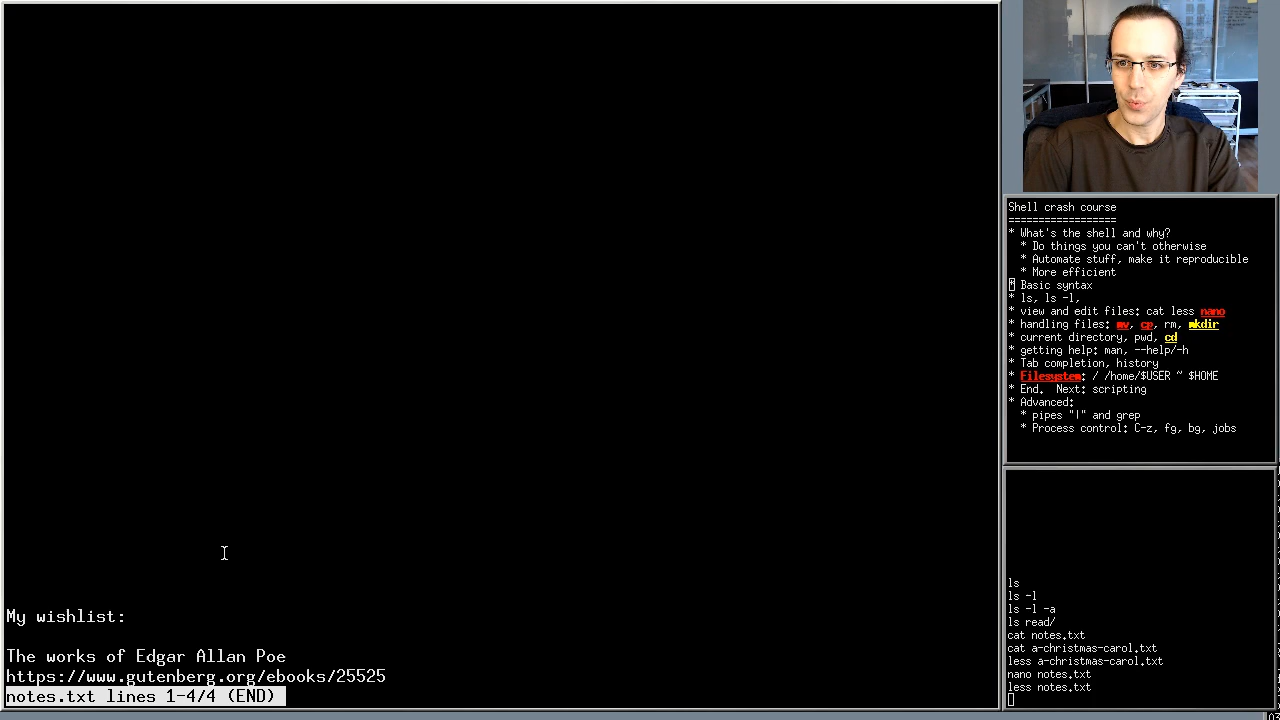 My wishlist:
The works of Edgar Allan Poe
https://www.gutenberg.org/ebooks/25525
notes.txt lines 1-4/4 (END)
Shell crash course
==================
* What's the shell and why?
* Do things you can't otherwise
* Automate stuff, make it reproducible
* More efficient
* Basic syntax
* ls, ls -l,
* view and edit files: cat less nano
* handling files: mv, cp, rm, mkdir
* current directory, pwd, cd
* getting help: man, --help/-h
* Tab completion, history
* Filesystem: / /home/$USER ~ $HOME
* End.  Next: scripting
* Advanced:
* pipes "|" and grep
* Process control: C-z, fg, bg, jobs
ls
ls -l
ls -l -a
ls read/
cat notes.txt
cat a-christmas-carol.txt
less a-christmas-carol.txt
nano notes.txt
less notes.txt